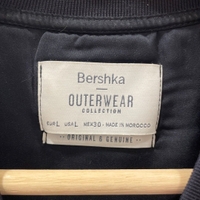 Bershka
OUTERWEAR
COLLECTION
EUR L USA L MEX 30 · MADE IN MOROCCO
ORIGINAL & GENUINE